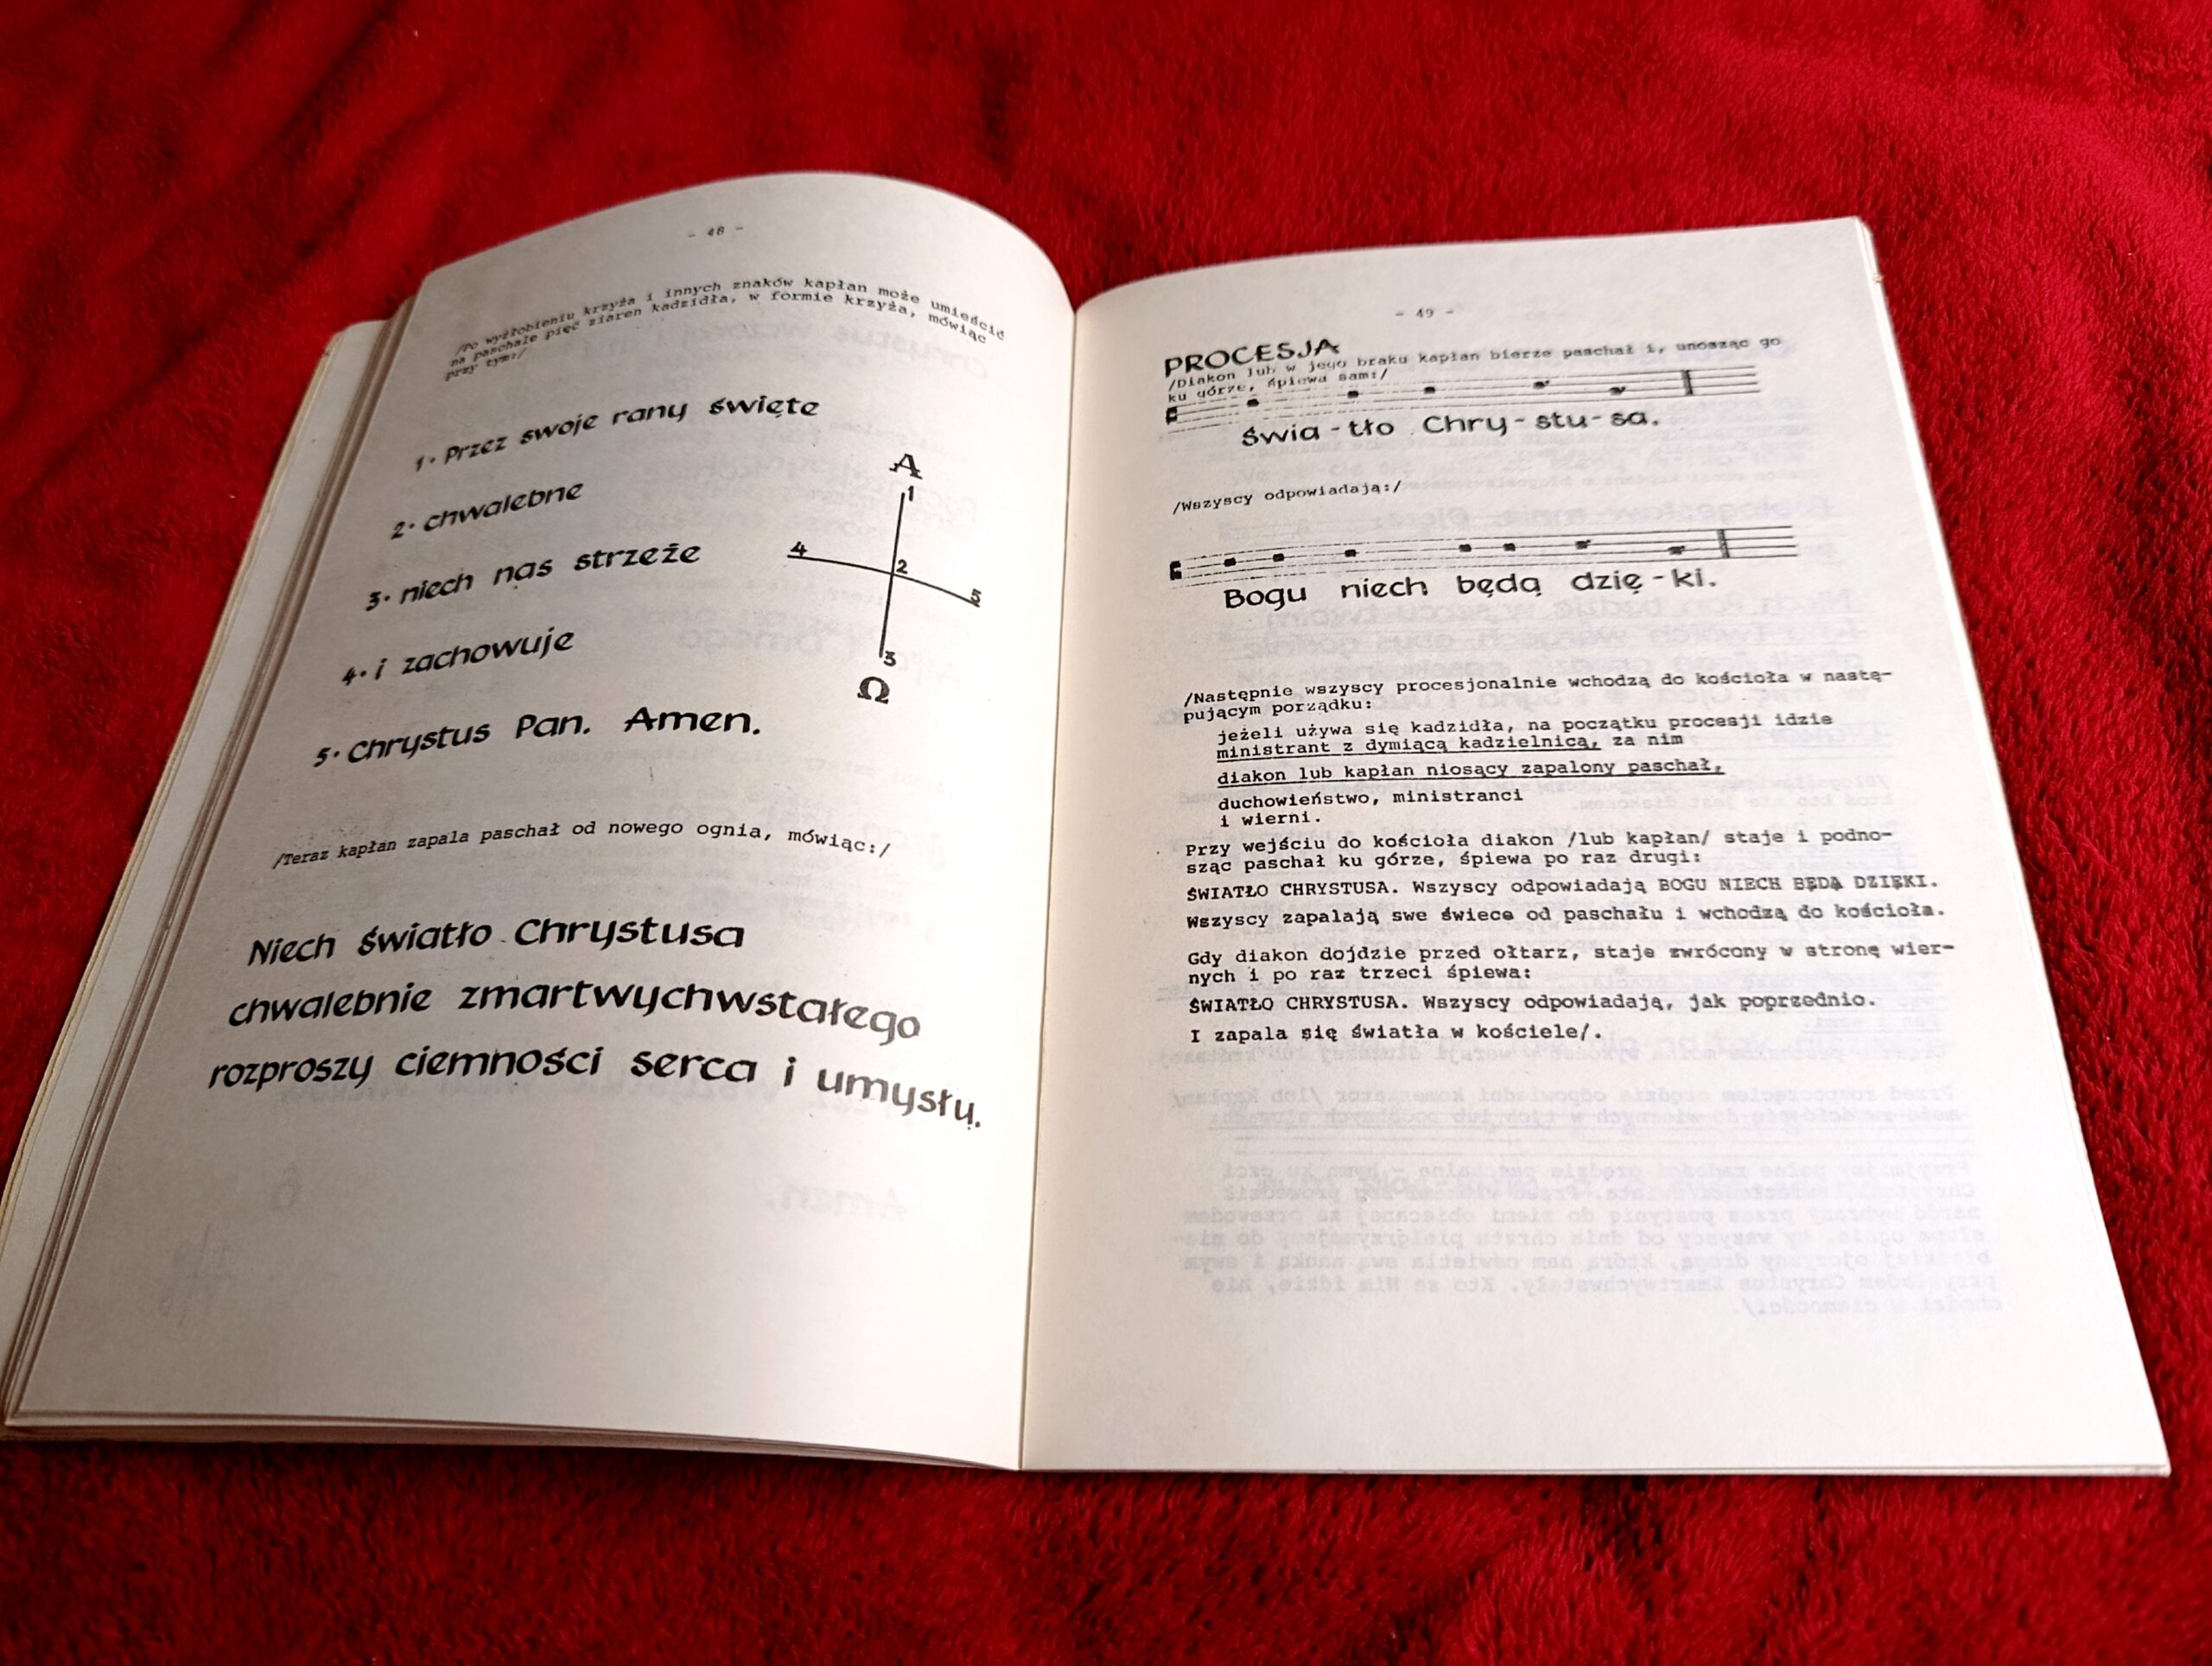 - 48 -
/Po wyżłobieniu krzyża i innych znaków kapłan może umieścić
na paschale pięć ziaren kadzidła, w formie krzyża, mówiąc
przy tym:/
1. Przez swoje rany święte
2. chwalebne
3. niech nas strzeże
4. i zachowuje
5. Chrystus Pan. Amen.
A
1
4
2
5
3
Ω
/Teraz kapłan zapala paschał od nowego ognia, mówiąc:/
Niech światło Chrystusa
chwalebnie zmartwychwstałego
rozproszy ciemności serca i umysłu.
- 49 -
PROCESJA
/Diakon lub w jego braku kapłan bierze paschał i, unosząc go
ku górze, śpiewa sam:/
Świa-tło Chry-stu-sa.
/Wszyscy odpowiadają:/
Bogu niech będą dzię-ki.
/Następnie wszyscy procesjonalnie wchodzą do kościoła w nastę-
pującym porządku:
jeżeli używa się kadzidła, na początku procesji idzie
ministrant z dymiącą kadzielnicą, za nim
diakon lub kapłan niosący zapalony paschał,
duchowieństwo, ministranci
i wierni.
Przy wejściu do kościoła diakon /lub kapłan/ staje i podno-
sząc paschał ku górze, śpiewa po raz drugi:
ŚWIATŁO CHRYSTUSA. Wszyscy odpowiadają BOGU NIECH BĘDĄ DZIĘKI.
Wszyscy zapalają swe świece od paschału i wchodzą do kościoła.
Gdy diakon dojdzie przed ołtarz, staje zwrócony w stronę wier-
nych i po raz trzeci śpiewa:
ŚWIATŁO CHRYSTUSA. Wszyscy odpowiadają, jak poprzednio.
I zapala się światła w kościele/.